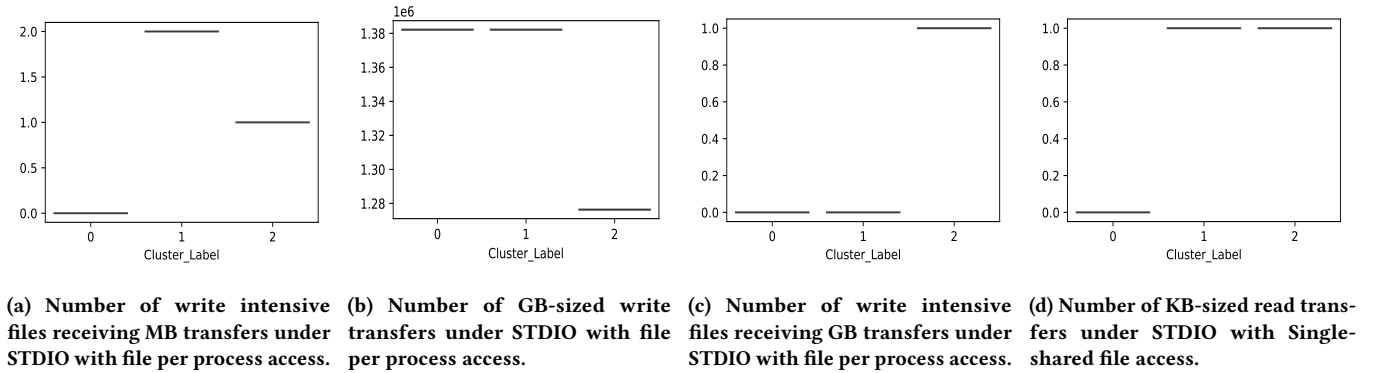 2.0
1.5
1.0
0.5
0.0
0 1 2
Cluster_Label
1e6
1.38
1.36
1.34
1.32
1.30
1.28
0 1 2
Cluster_Label
1.0
0.8
0.6
0.4
0.2
0.0
0 1 2
Cluster_Label
1.0
0.8
0.6
0.4
0.2
0.0
0 1 2
Cluster_Label
(a) Number of write intensive
files receiving MB transfers under
STDIO with file per process access.
(b) Number of GB-sized write
transfers under STDIO with file
per process access.
(c) Number of write intensive
files receiving GB transfers under
STDIO with file per process access.
(d) Number of KB-sized read trans-
fers under STDIO with Single-
shared file access.